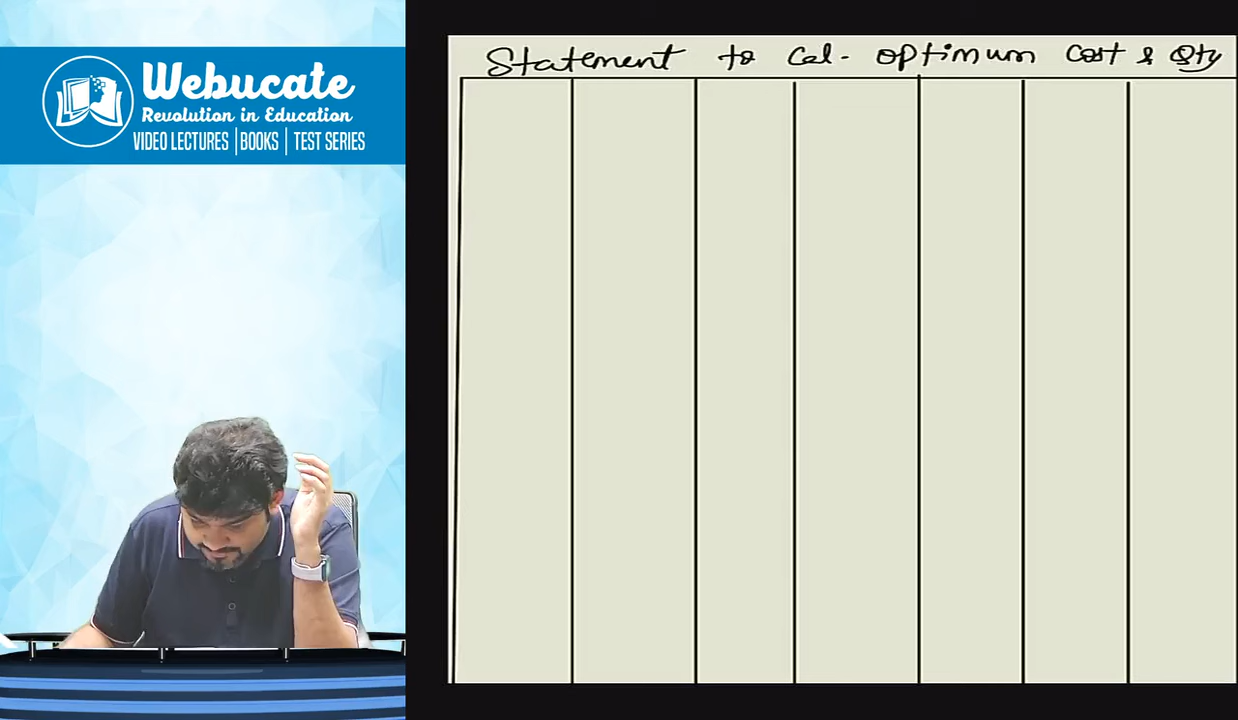 Webucate
Revolution in Education
VIDEO LECTURES | BOOKS | TEST SERIES
Statement to Cal. optimum Cost & Qty